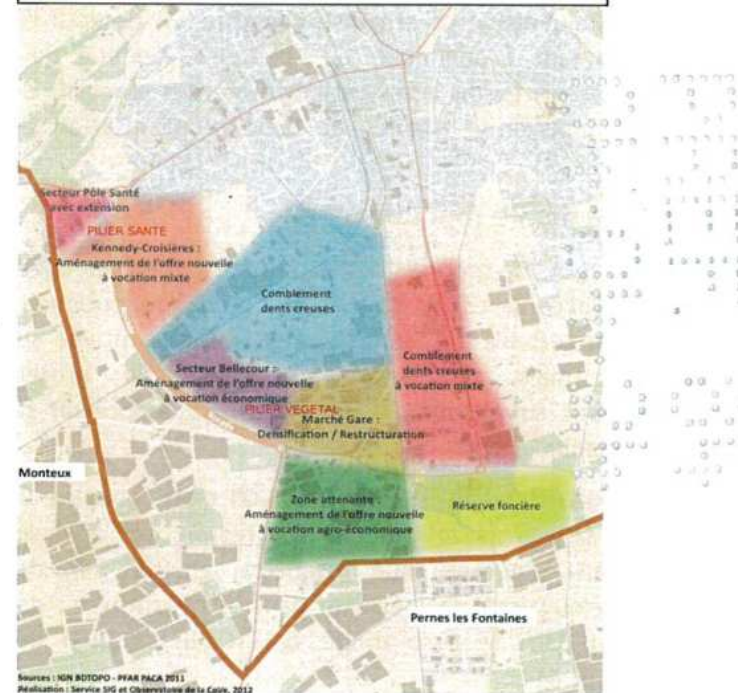 Secteur Pôle Santé
avec extension
PILIER SANTE
Kennedy-Croisières :
Aménagement de l'offre nouvelle
à vocation mixte
Comblement
dents creuses
Secteur Bellecour :
Aménagement de l'offre nouvelle
à vocation économique
PILIER VEGETAL
Marché Gare :
Densification / Restructuration
Comblement
dents creuses
à vocation mixte
Monteux
Zone attenante :
Aménagement de l'offre nouvelle
à vocation agro-économique
Réserve foncière
Pernes les Fontaines
Sources : IGN BDTOPO - PFAR PACA 2011
Réalisation : Service SIG et Observatoire de la Cove, 2012